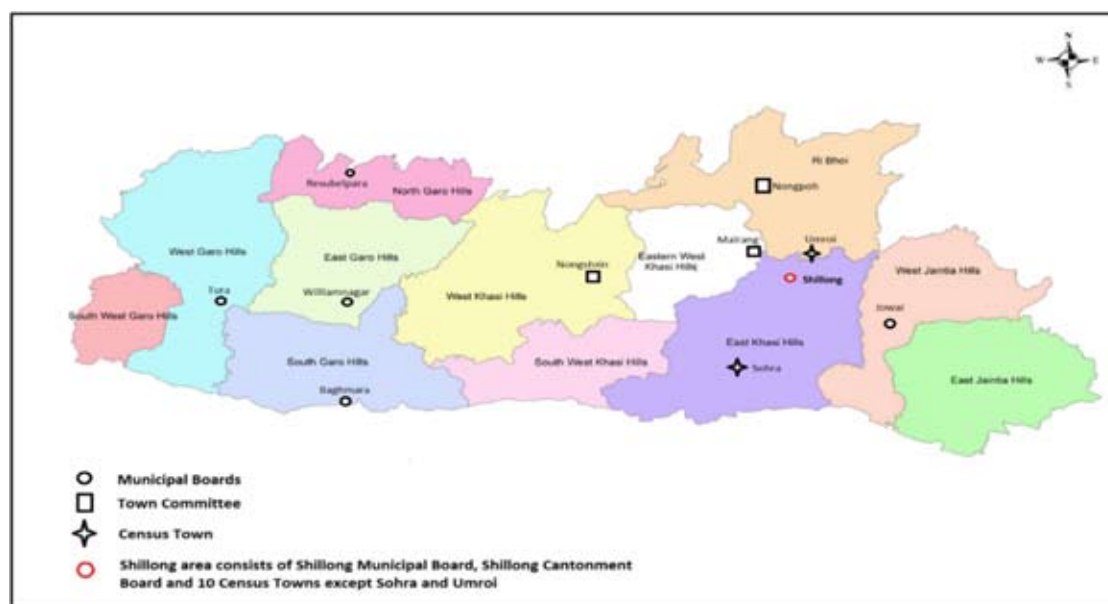 N
W E
S
Ri Bhoi
Resubelpara
North Garo Hills
Nongpoh
West Garo Hills
East Garo Hills
Mairang
Umroi
Eastern West
Khasi Hills
Nongstoin
Shillong
West Jaintia Hills
South West Garo Hills
Tura
Williamnagar
West Khasi Hills
Jowai
South Garo Hills
South West Khasi Hills
East Khasi Hills
Sohra
East Jaintia Hills
Baghmara
Municipal Boards
Town Committee
Census Town
Shillong area consists of Shillong Municipal Board, Shillong Cantonment
Board and 10 Census Towns except Sohra and Umroi